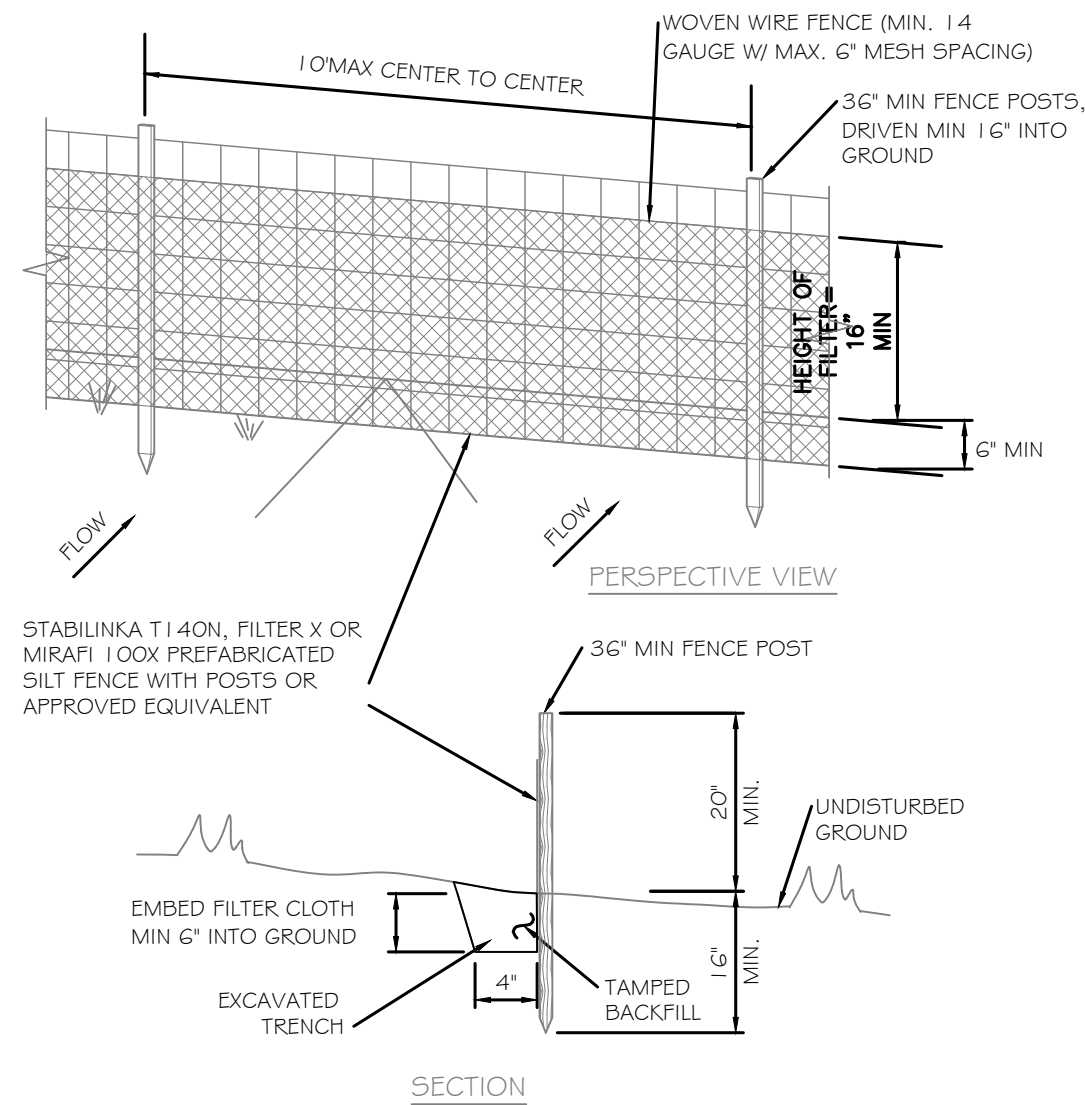 WOVEN WIRE FENCE (MIN. 14
GAUGE W/ MAX. 6" MESH SPACING)
10'MAX CENTER TO CENTER
36" MIN FENCE POSTS,
DRIVEN MIN 16" INTO
GROUND
HEIGHT OF
FILTER=
16"
MIN
6" MIN
FLOW
FLOW
PERSPECTIVE VIEW
STABILINKA T140N, FILTER X OR
MIRAFI 100X PREFABRICATED
SILT FENCE WITH POSTS OR
APPROVED EQUIVALENT
36" MIN FENCE POST
20"
MIN.
UNDISTURBED
GROUND
EMBED FILTER CLOTH
MIN 6" INTO GROUND
16"
MIN.
4"
EXCAVATED
TRENCH
TAMPED
BACKFILL
SECTION